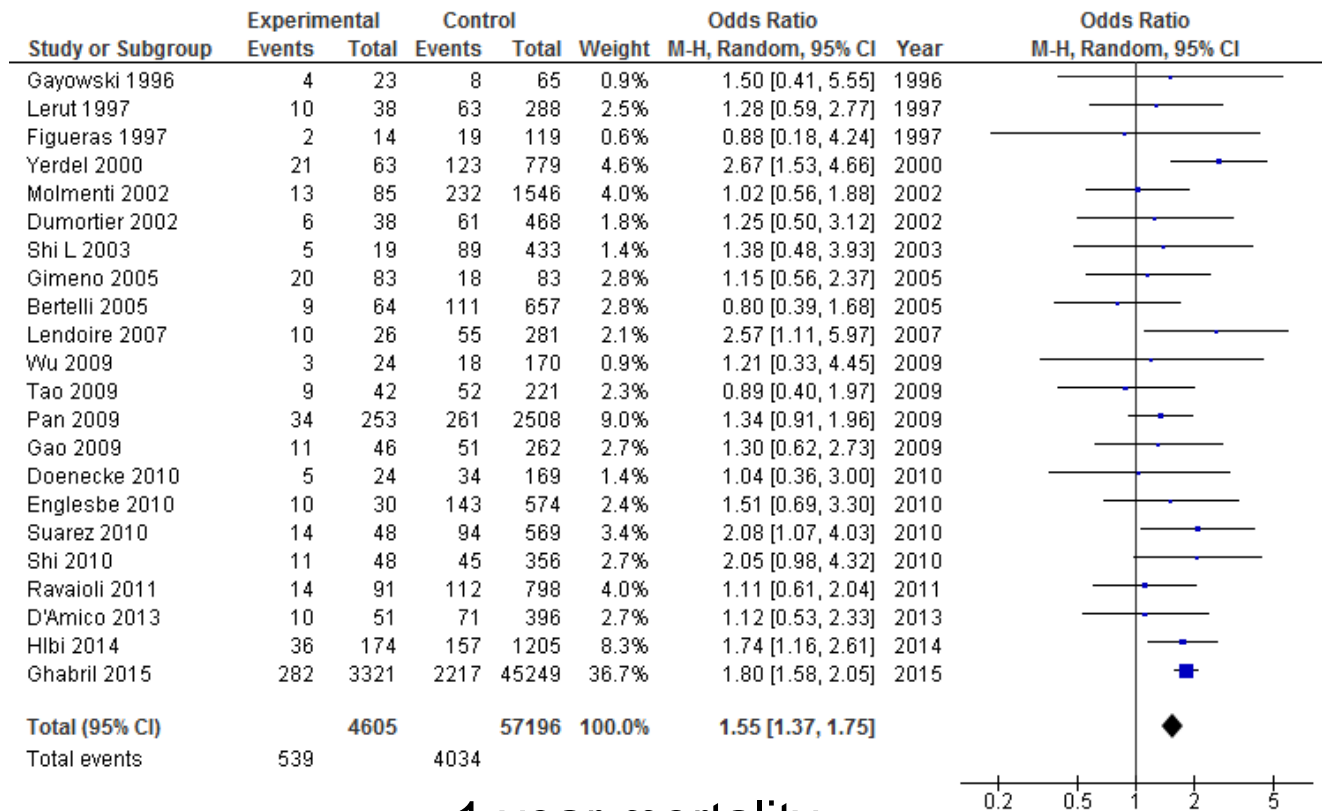 Experimental Control Odds Ratio Odds Ratio
Study or Subgroup Events Total Events Total Weight M-H, Random, 95% CI Year M-H, Random, 95% CI
Gayowski 1996 4 23 8 65 0.9% 1.50 [0.41, 5.55] 1996
Lerut 1997 10 38 63 288 2.5% 1.28 [0.59, 2.77] 1997
Figueras 1997 2 14 19 119 0.6% 0.88 [0.18, 4.24] 1997
Yerdel 2000 21 63 123 779 4.6% 2.67 [1.53, 4.66] 2000
Molmenti 2002 13 85 232 1546 4.0% 1.02 [0.56, 1.88] 2002
Dumortier 2002 6 38 61 468 1.8% 1.25 [0.50, 3.12] 2002
Shi L 2003 5 19 89 433 1.4% 1.38 [0.48, 3.93] 2003
Gimeno 2005 20 83 18 83 2.8% 1.15 [0.56, 2.37] 2005
Bertelli 2005 9 64 111 657 2.8% 0.80 [0.39, 1.68] 2005
Lendoire 2007 10 26 55 281 2.1% 2.57 [1.11, 5.97] 2007
Wu 2009 3 24 18 170 0.9% 1.21 [0.33, 4.45] 2009
Tao 2009 9 42 52 221 2.3% 0.89 [0.40, 1.97] 2009
Pan 2009 34 253 261 2508 9.0% 1.34 [0.91, 1.96] 2009
Gao 2009 11 46 51 262 2.7% 1.30 [0.62, 2.73] 2009
Doenecke 2010 5 24 34 169 1.4% 1.04 [0.36, 3.00] 2010
Englesbe 2010 10 30 143 574 2.4% 1.51 [0.69, 3.30] 2010
Suarez 2010 14 48 94 569 3.4% 2.08 [1.07, 4.03] 2010
Shi 2010 11 48 45 356 2.7% 2.05 [0.98, 4.32] 2010
Ravaioli 2011 14 91 112 798 4.0% 1.11 [0.61, 2.04] 2011
D'Amico 2013 10 51 71 396 2.7% 1.12 [0.53, 2.33] 2013
HIbi 2014 36 174 157 1205 8.3% 1.74 [1.16, 2.61] 2014
Ghabril 2015 282 3321 2217 45249 36.7% 1.80 [1.58, 2.05] 2015
Total (95% CI) 4605 57196 100.0% 1.55 [1.37, 1.75]
Total events 539 4034
0.2 0.5 1 2 5
1 year mortality